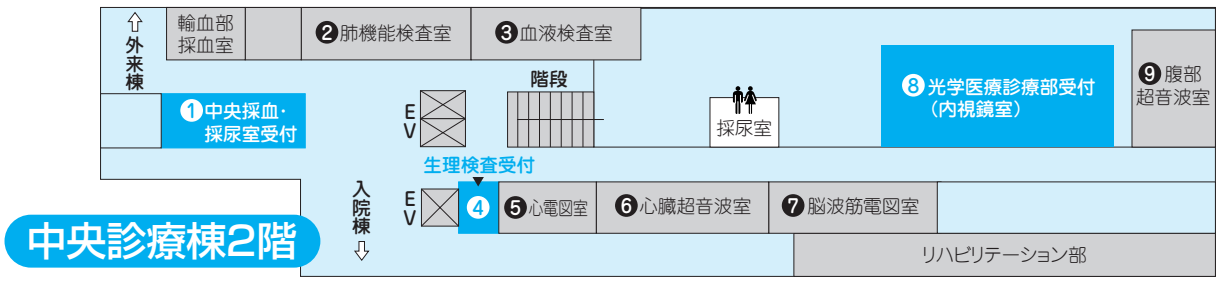 ⇧外来棟
輸血部
採血室
❷肺機能検査室
❸血液検査室
❶中央採血・
採尿室受付
EV
階段
採尿室
❽光学医療診療部受付
（内視鏡室）
❾腹部
超音波室
生理検査受付
入院棟⇩
EV
❹
❺心電図室
❻心臓超音波室
❼脳波筋電図室
中央診療棟2階
リハビリテーション部